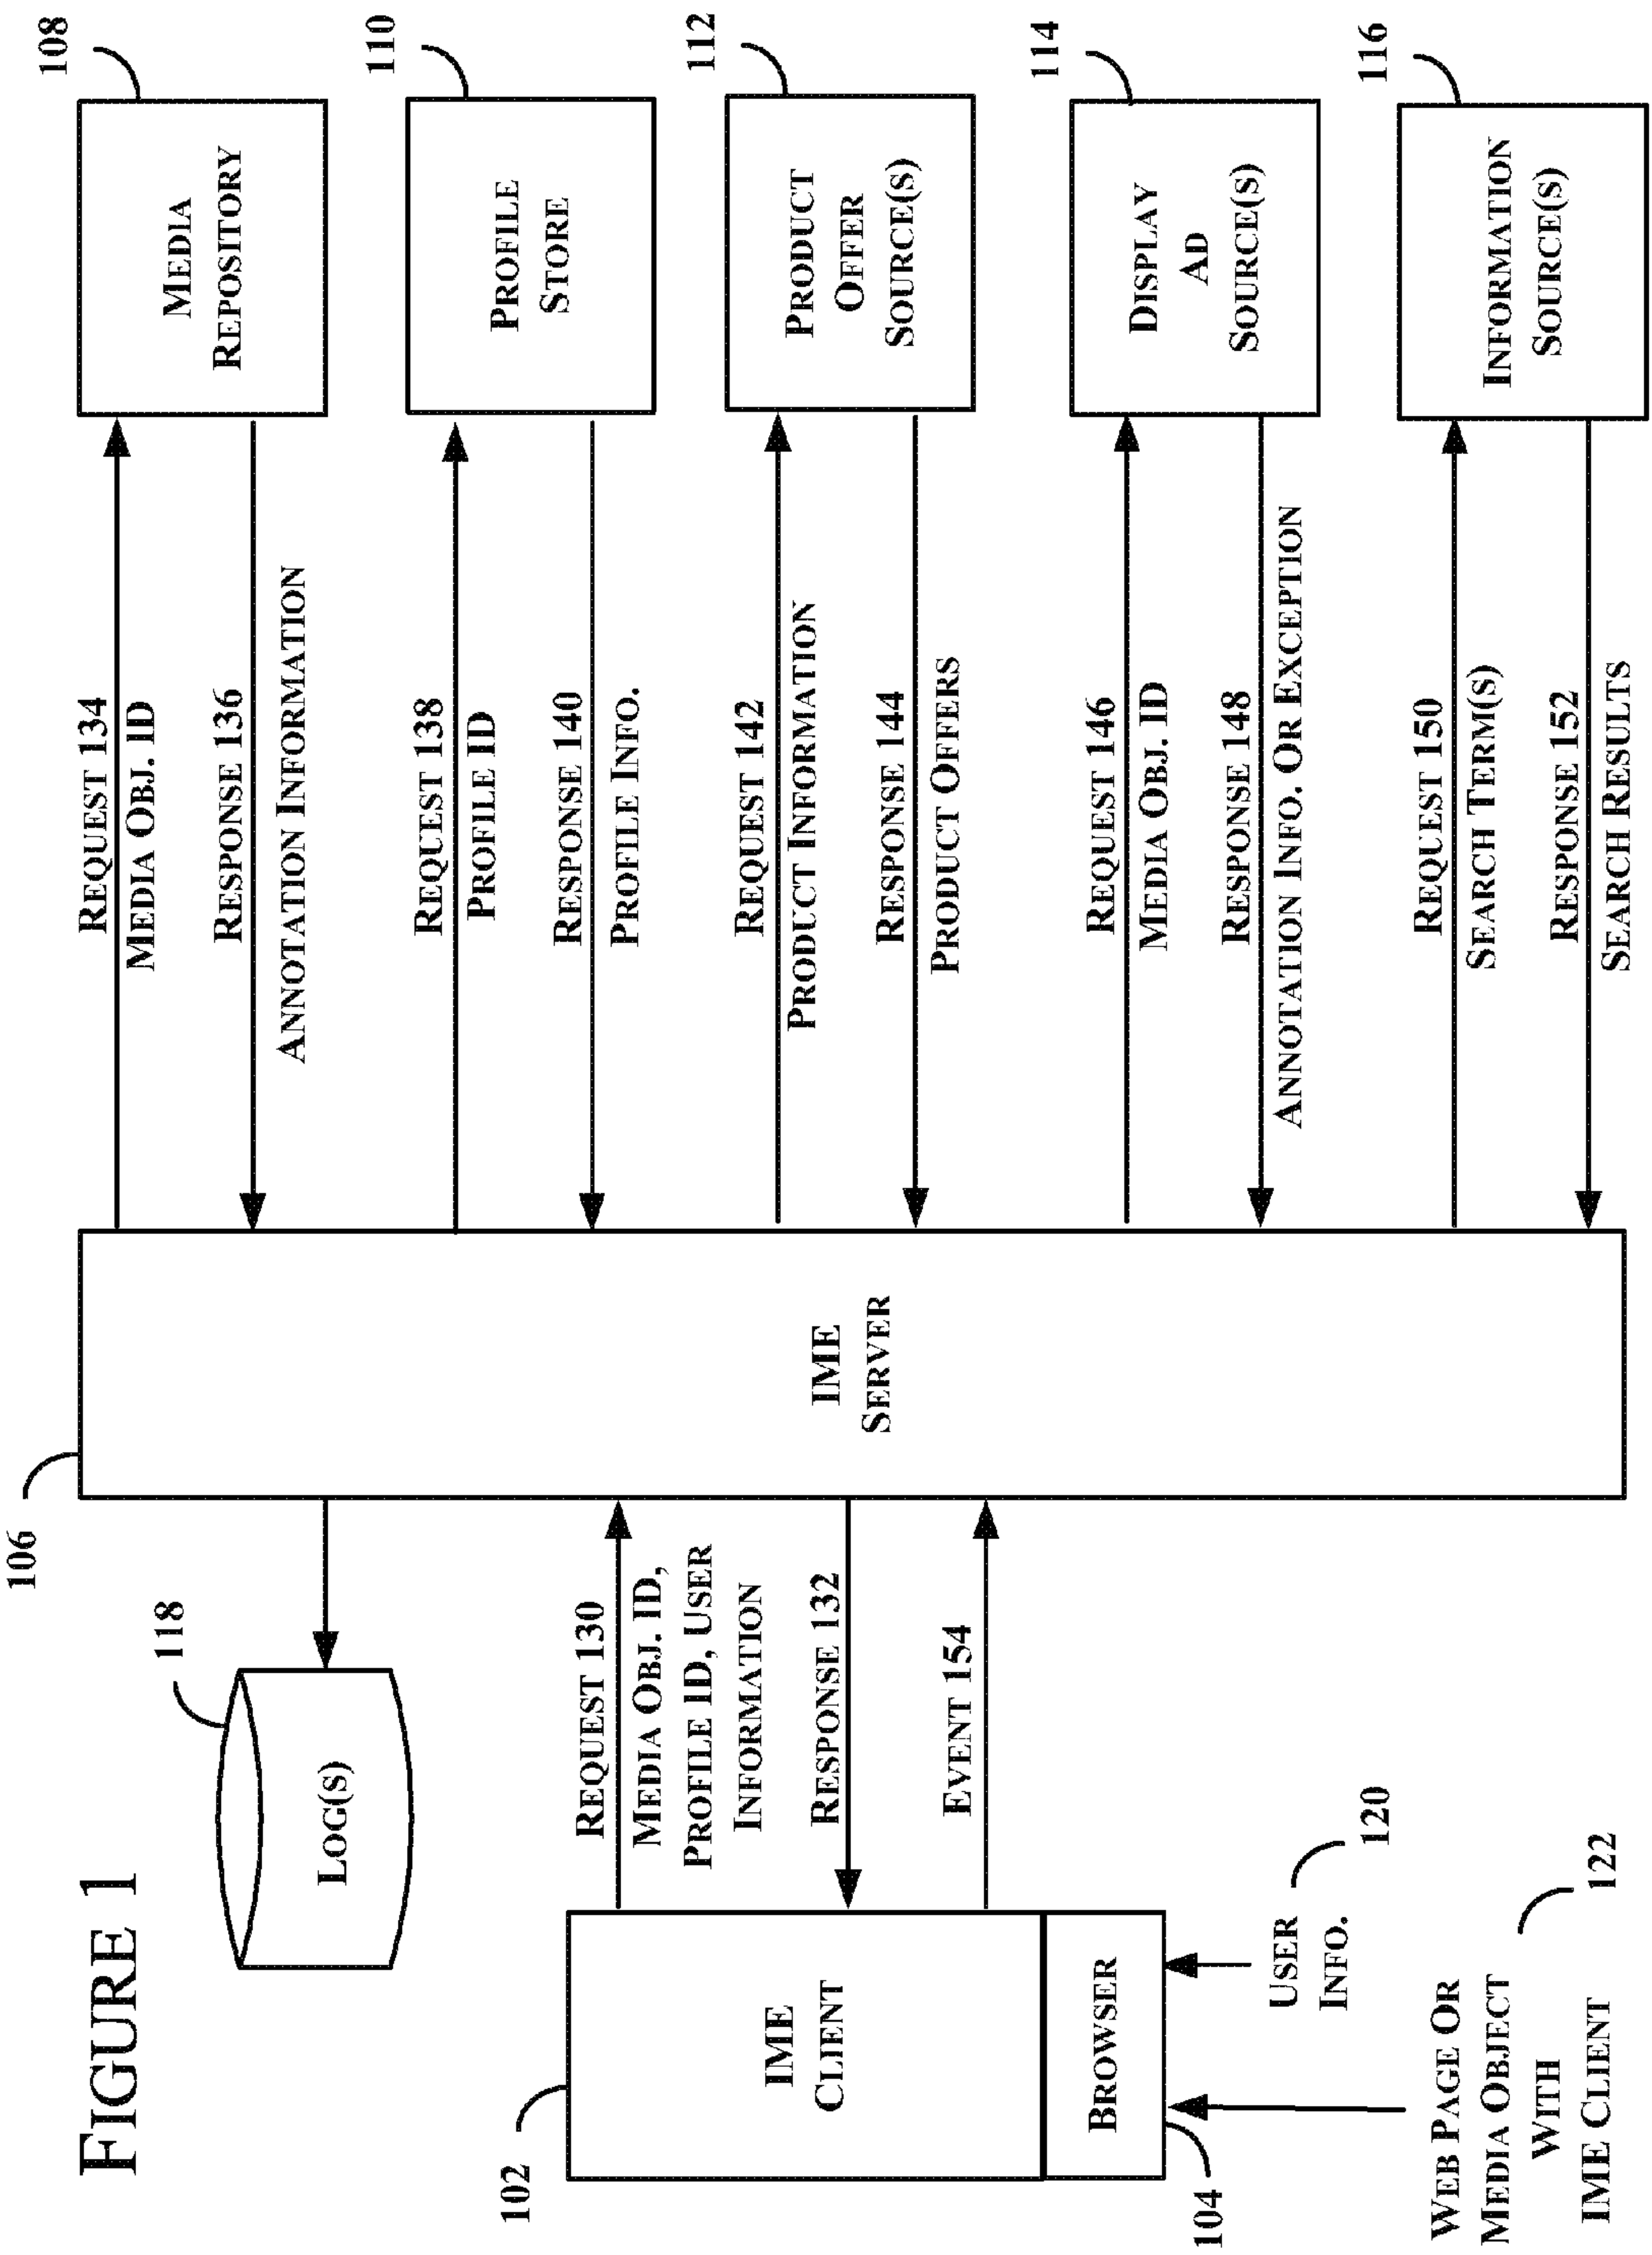 FIGURE 1
106
118
LOG(S)
REQUEST 130
MEDIA OBJ. ID,
PROFILE ID, USER
INFORMATION
RESPONSE 132
EVENT 154
102
IME
CLIENT
BROWSER
104
USER
INFO.
120
WEB PAGE OR
MEDIA OBJECT
WITH
IME CLIENT
122
IME
SERVER
REQUEST 134
MEDIA OBJ. ID
RESPONSE 136
ANNOTATION INFORMATION
REQUEST 138
PROFILE ID
RESPONSE 140
PROFILE INFO.
REQUEST 142
PRODUCT INFORMATION
RESPONSE 144
PRODUCT OFFERS
REQUEST 146
MEDIA OBJ. ID
RESPONSE 148
ANNOTATION INFO. OR EXCEPTION
REQUEST 150
SEARCH TERM(S)
RESPONSE 152
SEARCH RESULTS
108
MEDIA
REPOSITORY
110
PROFILE
STORE
112
PRODUCT
OFFER
SOURCE(S)
114
DISPLAY
AD
SOURCE(S)
116
INFORMATION
SOURCE(S)